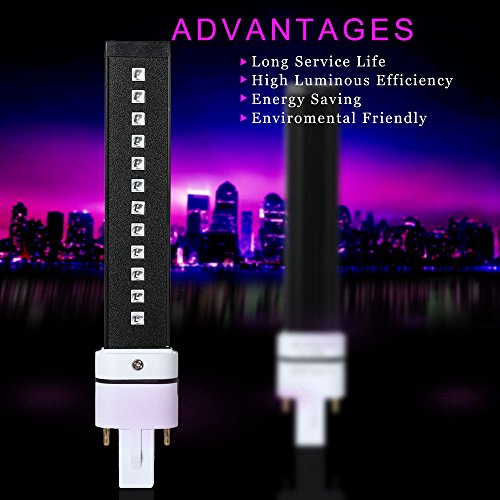 ADVANTAGES
Long Service Life
High Luminous Efficiency
Energy Saving
Enviromental Friendly